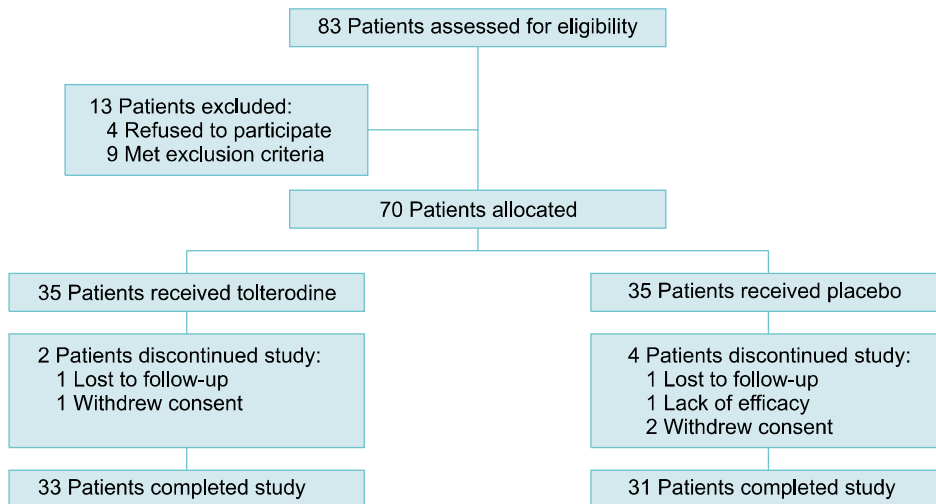 83 Patients assessed for eligibility
13 Patients excluded:
4 Refused to participate
9 Met exclusion criteria
70 Patients allocated
35 Patients received tolterodine
35 Patients received placebo
2 Patients discontinued study:
1 Lost to follow-up
1 Withdrew consent
4 Patients discontinued study:
1 Lost to follow-up
1 Lack of efficacy
2 Withdrew consent
33 Patients completed study
31 Patients completed study